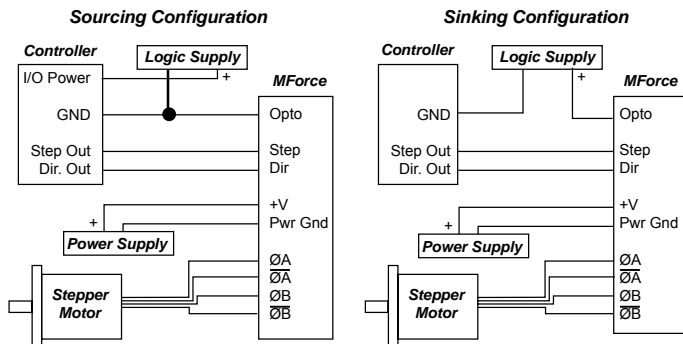 Sourcing Configuration
Controller
Logic Supply
I/O Power
+
MForce
GND
Opto
Step Out
Step
Dir. Out
Dir
+V
+
Pwr Gnd
Power Supply
ØA
ØA
Stepper
Motor
ØB
ØB
Sinking Configuration
Controller
Logic Supply
+
MForce
GND
Opto
Step Out
Step
Dir. Out
Dir
+V
+
Pwr Gnd
Power Supply
ØA
ØA
Stepper
Motor
ØB
ØB